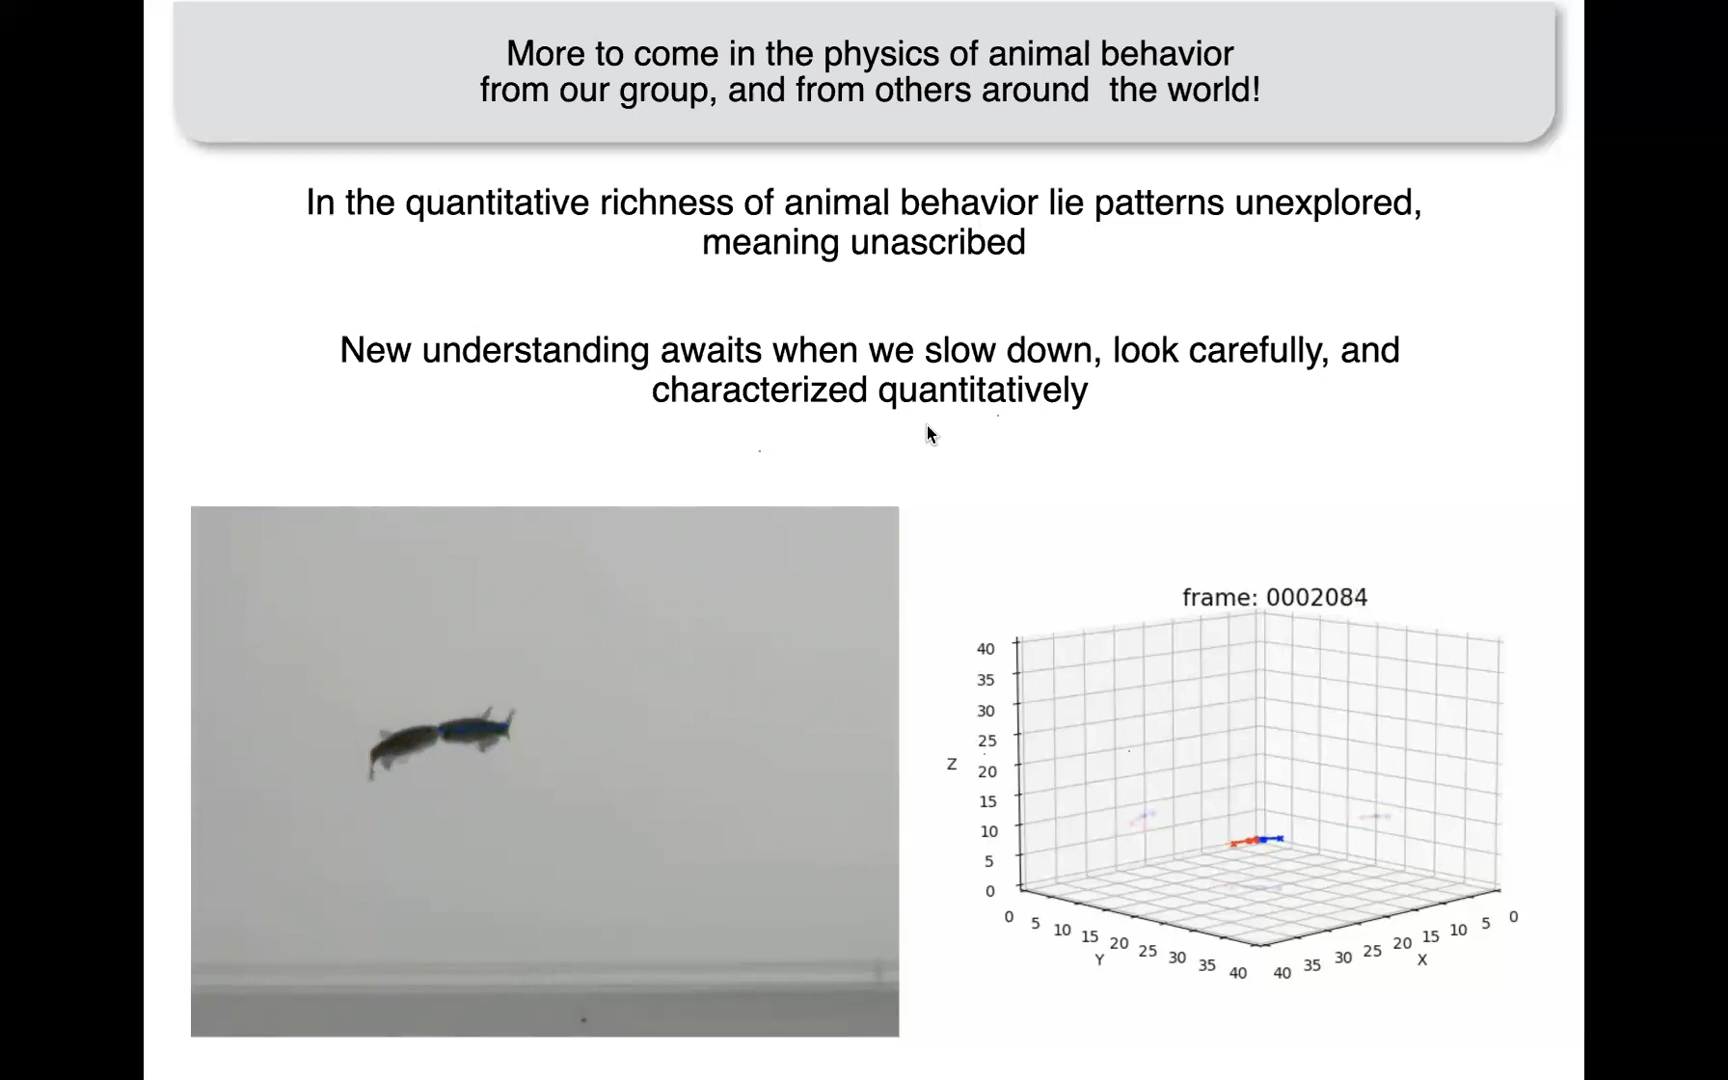 More to come in the physics of animal behavior
from our group, and from others around  the world!
In the quantitative richness of animal behavior lie patterns unexplored,
meaning unascribed
New understanding awaits when we slow down, look carefully, and
characterized quantitatively
frame: 0002084
40
35
30
25
Z
20
15
10
5
0
0 5 10 15 20 25 30 35 40
Y
40 35 30 25 20 15 10 5 0
X